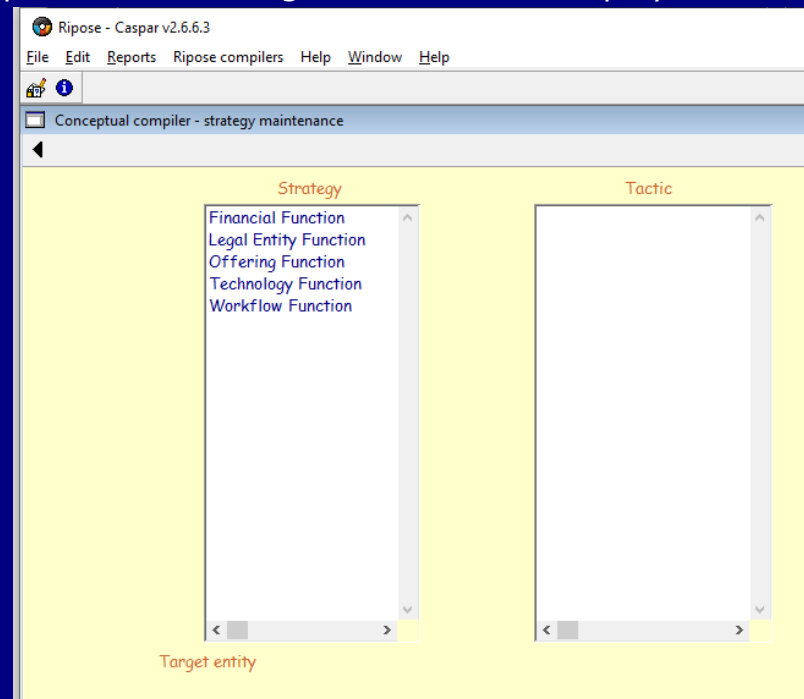 Ripose - Caspar v2.6.6.3
File Edit Reports Ripose compilers Help Window Help
Conceptual compiler - strategy maintenance
Strategy Tactic
Financial Function
Legal Entity Function
Offering Function
Technology Function
Workflow Function
Target entity